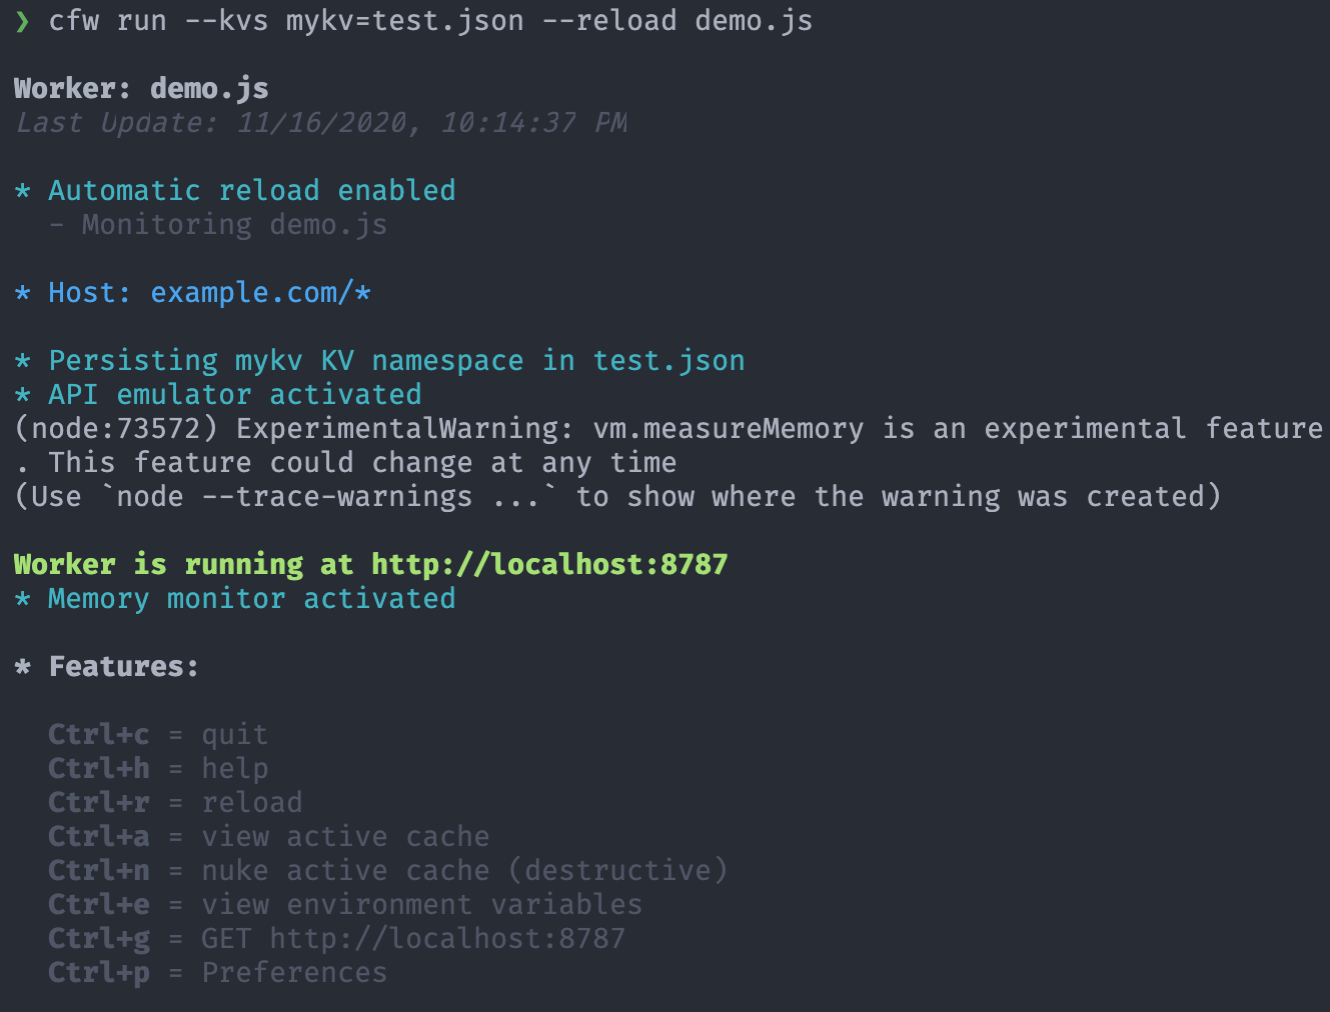 ❯ cfw run --kvs mykv=test.json --reload demo.js
Worker: demo.js
Last Update: 11/16/2020, 10:14:37 PM
* Automatic reload enabled
- Monitoring demo.js
* Host: example.com/*
* Persisting mykv KV namespace in test.json
* API emulator activated
(node:73572) ExperimentalWarning: vm.measureMemory is an experimental feature
. This feature could change at any time
(Use `node --trace-warnings ...` to show where the warning was created)
Worker is running at http://localhost:8787
* Memory monitor activated
* Features:
Ctrl+c = quit
Ctrl+h = help
Ctrl+r = reload
Ctrl+a = view active cache
Ctrl+n = nuke active cache (destructive)
Ctrl+e = view environment variables
Ctrl+g = GET http://localhost:8787
Ctrl+p = Preferences